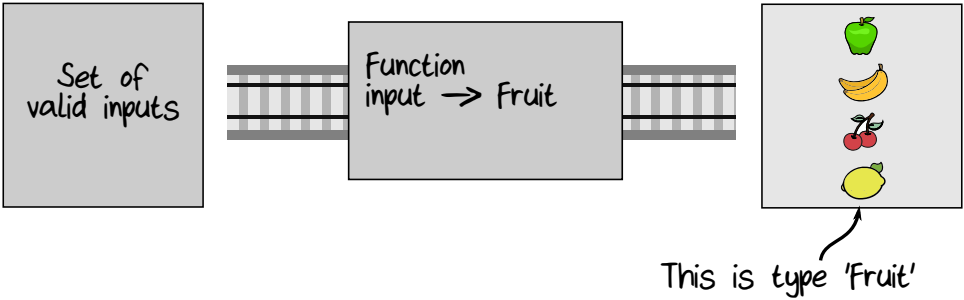 Set of
valid inputs
Function
input -> Fruit
This is type 'Fruit'